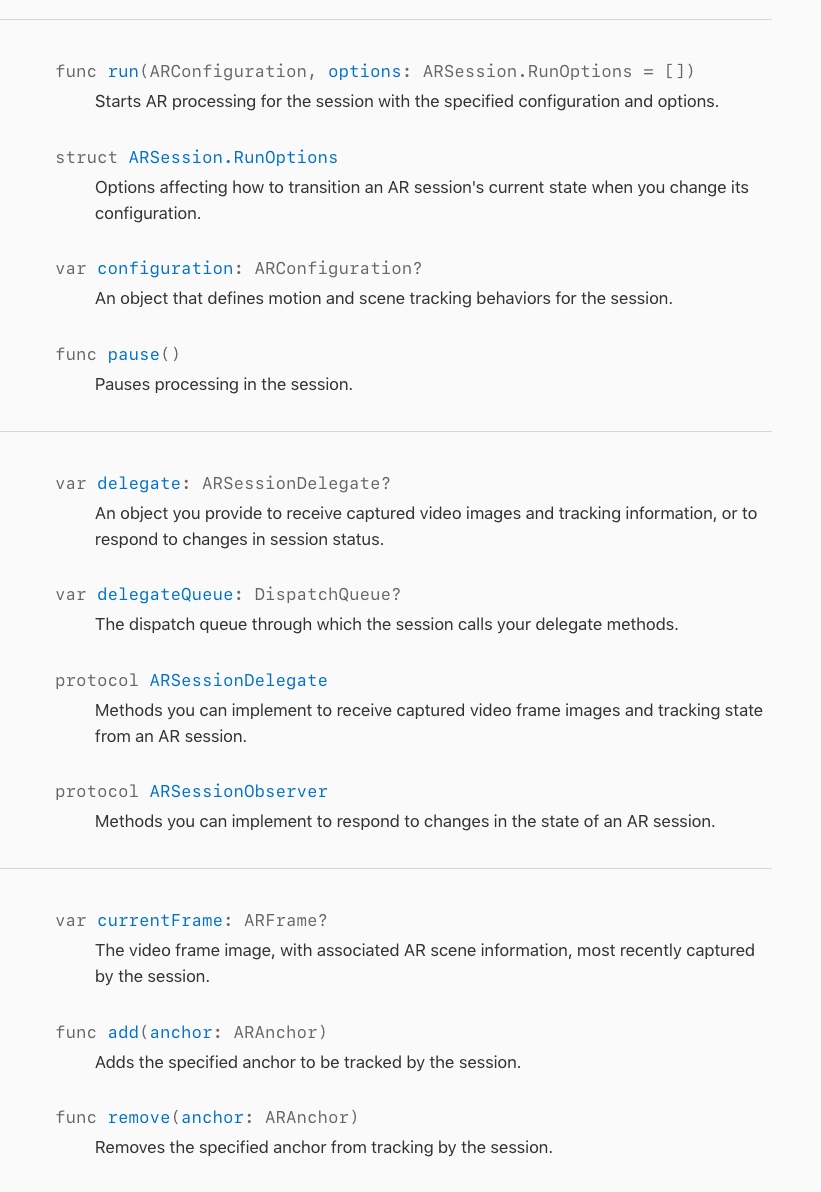 func run(ARConfiguration, options: ARSession.RunOptions = [])
Starts AR processing for the session with the specified configuration and options.
struct ARSession.RunOptions
Options affecting how to transition an AR session's current state when you change its
configuration.
var configuration: ARConfiguration?
An object that defines motion and scene tracking behaviors for the session.
func pause()
Pauses processing in the session.
var delegate: ARSessionDelegate?
An object you provide to receive captured video images and tracking information, or to
respond to changes in session status.
var delegateQueue: DispatchQueue?
The dispatch queue through which the session calls your delegate methods.
protocol ARSessionDelegate
Methods you can implement to receive captured video frame images and tracking state
from an AR session.
protocol ARSessionObserver
Methods you can implement to respond to changes in the state of an AR session.
var currentFrame: ARFrame?
The video frame image, with associated AR scene information, most recently captured
by the session.
func add(anchor: ARAnchor)
Adds the specified anchor to be tracked by the session.
func remove(anchor: ARAnchor)
Removes the specified anchor from tracking by the session.